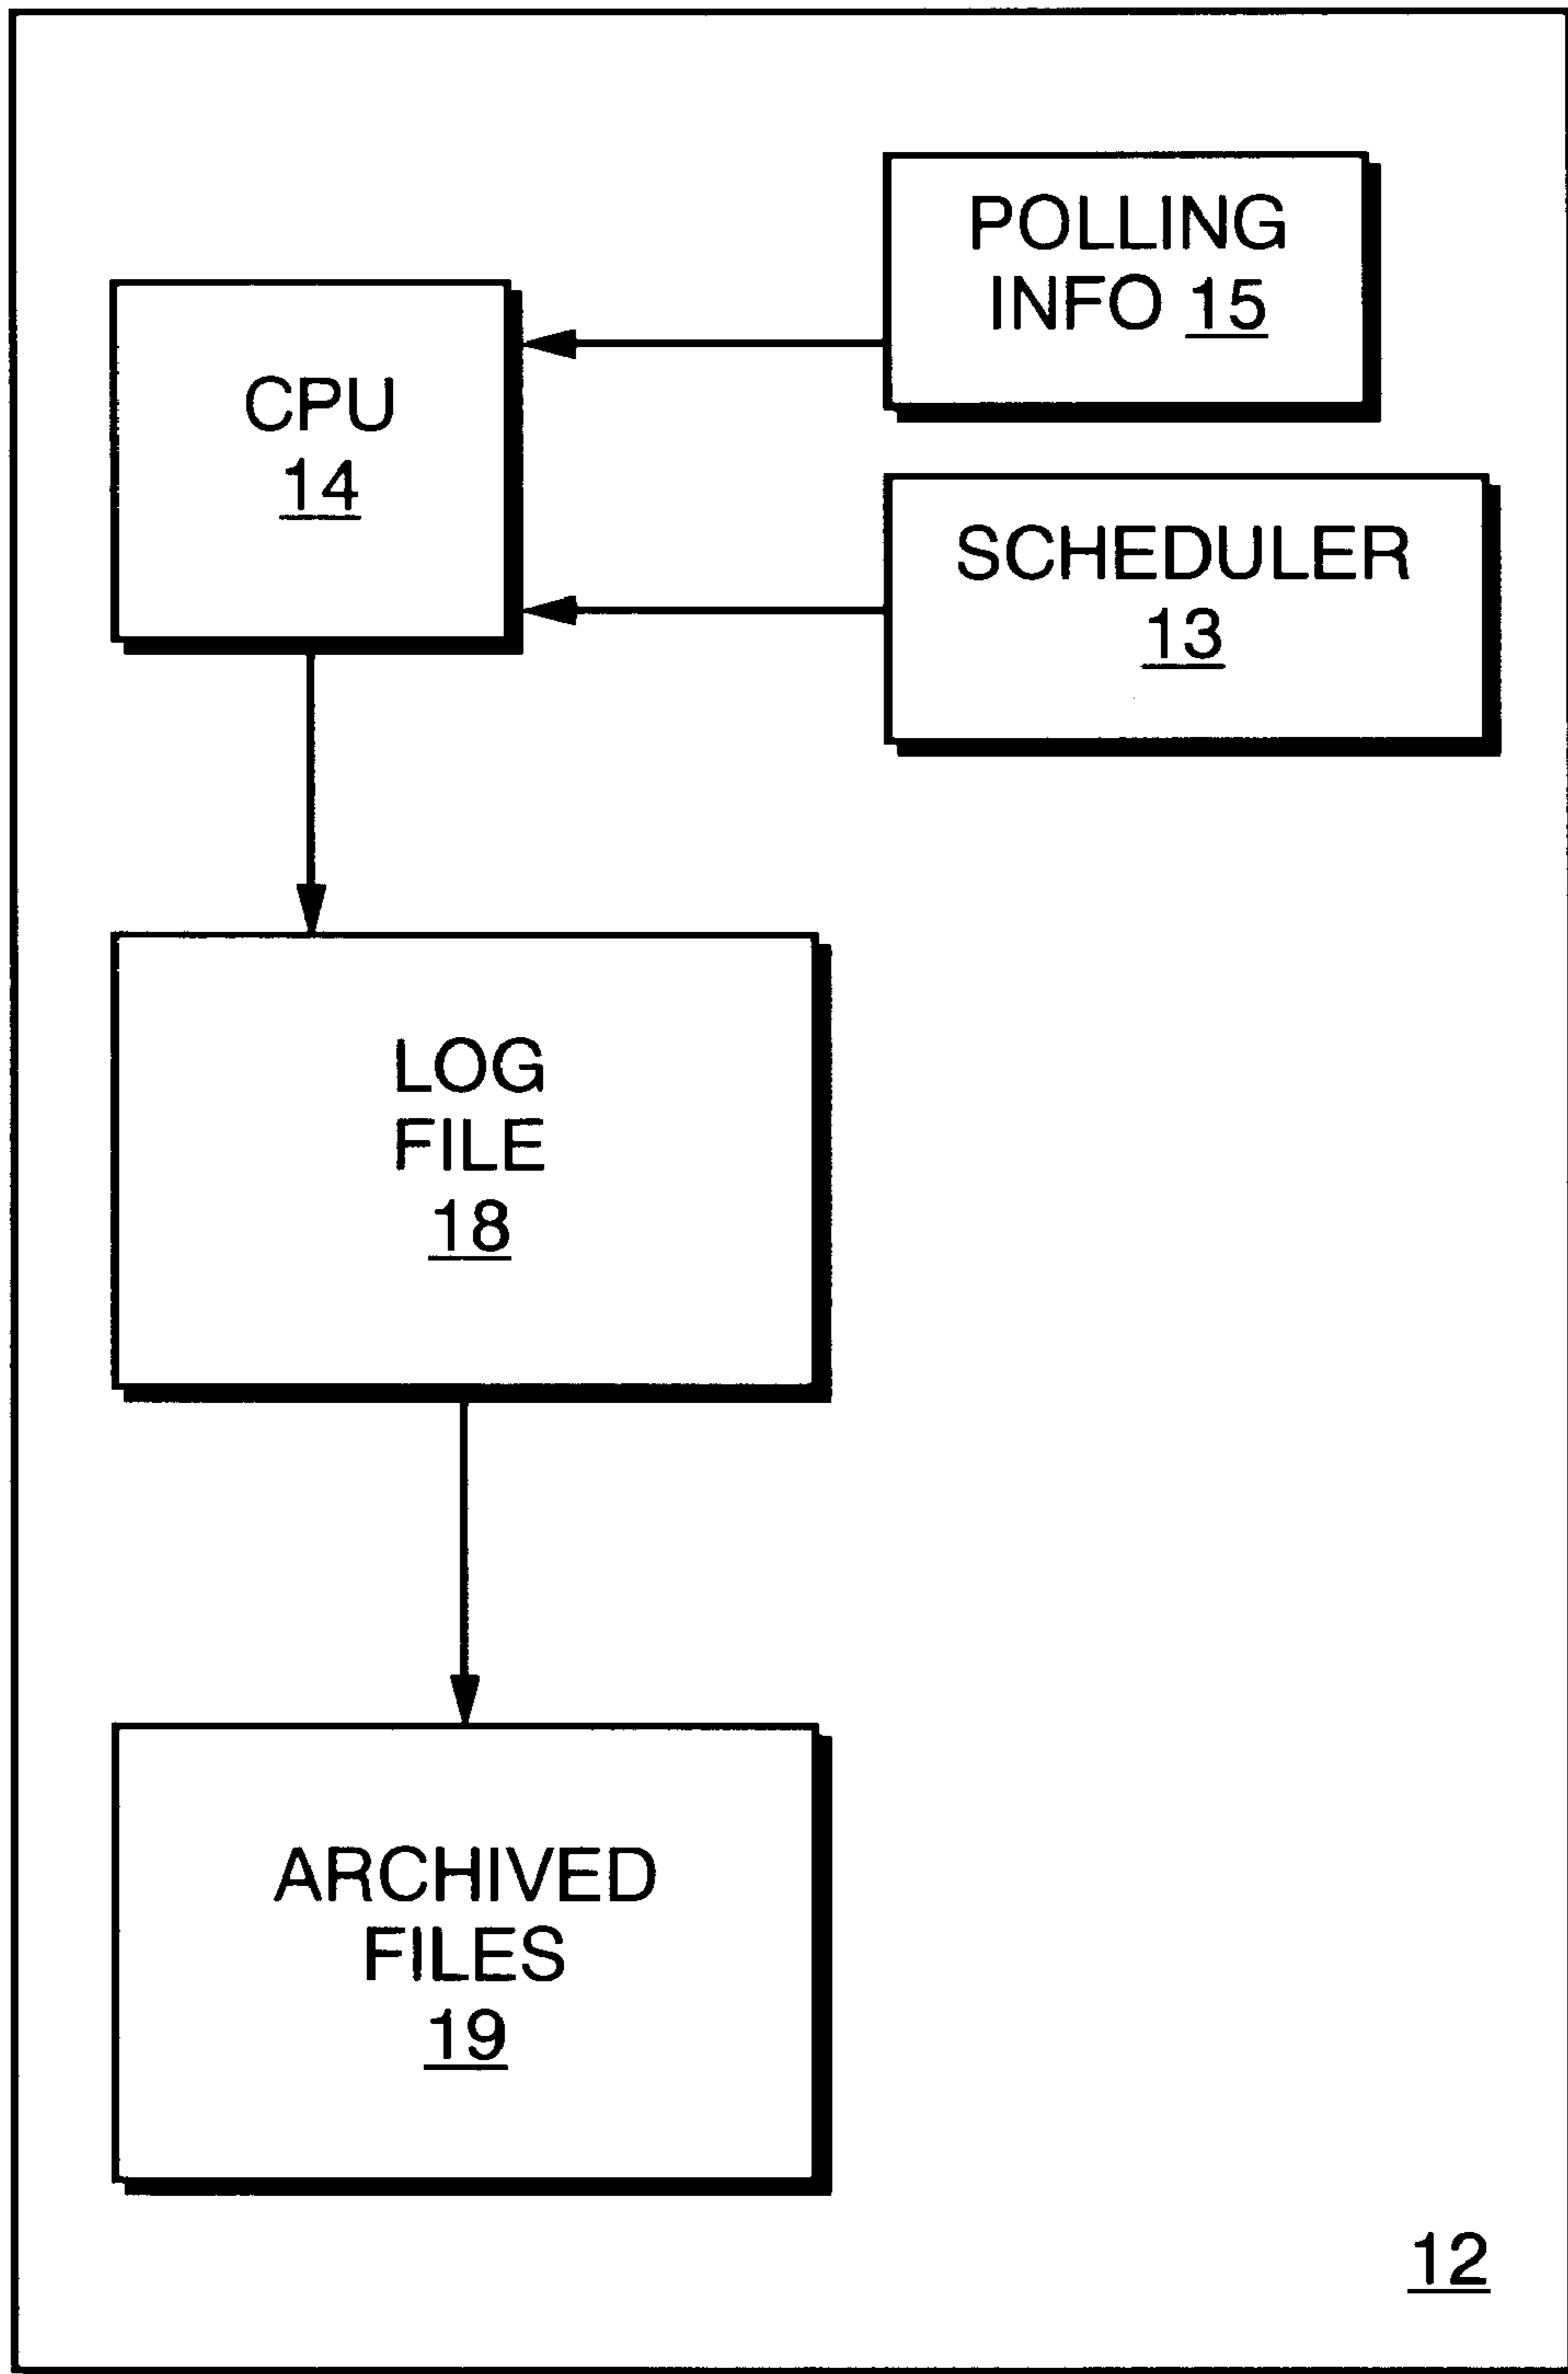 POLLING
INFO 15
CPU
14
SCHEDULER
13
LOG
FILE
18
ARCHIVED
FILES
19
12